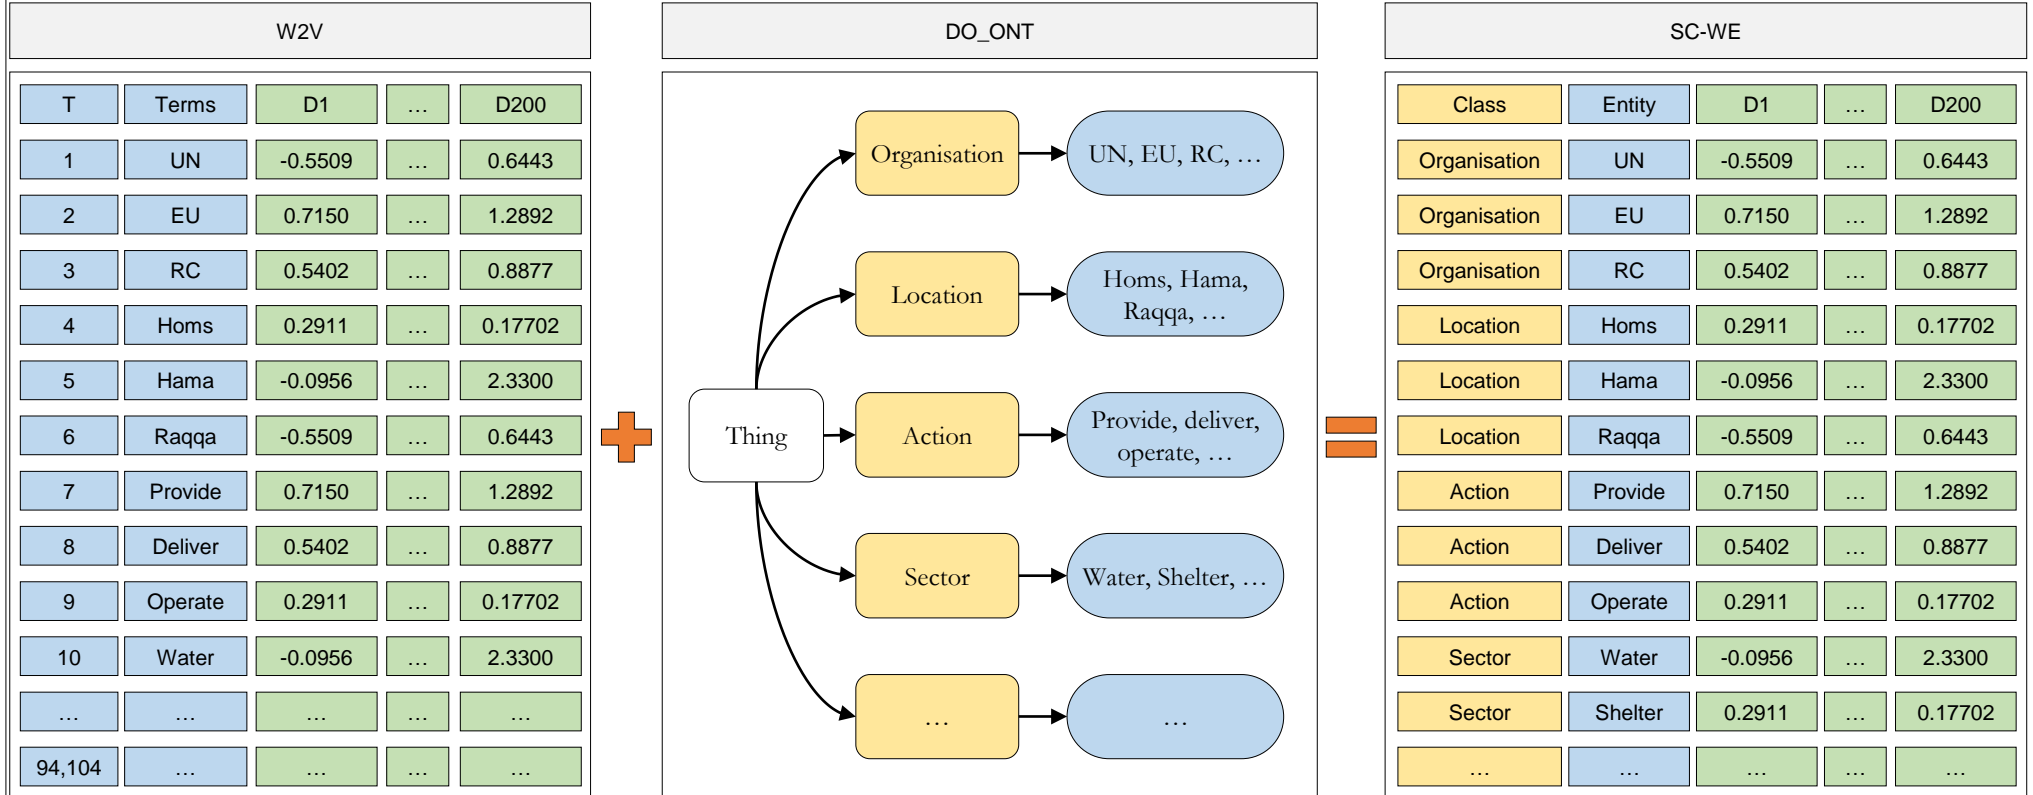 W2V
T Terms D1 … D200
1 UN -0.5509 … 0.6443
2 EU 0.7150 … 1.2892
3 RC 0.5402 … 0.8877
4 Homs 0.2911 … 0.17702
5 Hama -0.0956 … 2.3300
6 Raqqa -0.5509 … 0.6443
7 Provide 0.7150 … 1.2892
8 Deliver 0.5402 … 0.8877
9 Operate 0.2911 … 0.17702
10 Water -0.0956 … 2.3300
… … … … …
94,104 … … … …
DO_ONT
Thing
Organisation
UN, EU, RC, …
Location
Homs, Hama,
Raqqa, …
Action
Provide, deliver,
operate, …
Sector
Water, Shelter, …
…
…
SC-WE
Class Entity D1 … D200
Organisation UN -0.5509 … 0.6443
Organisation EU 0.7150 … 1.2892
Organisation RC 0.5402 … 0.8877
Location Homs 0.2911 … 0.17702
Location Hama -0.0956 … 2.3300
Location Raqqa -0.5509 … 0.6443
Action Provide 0.7150 … 1.2892
Action Deliver 0.5402 … 0.8877
Action Operate 0.2911 … 0.17702
Sector Water -0.0956 … 2.3300
Sector Shelter 0.2911 … 0.17702
… … … … …